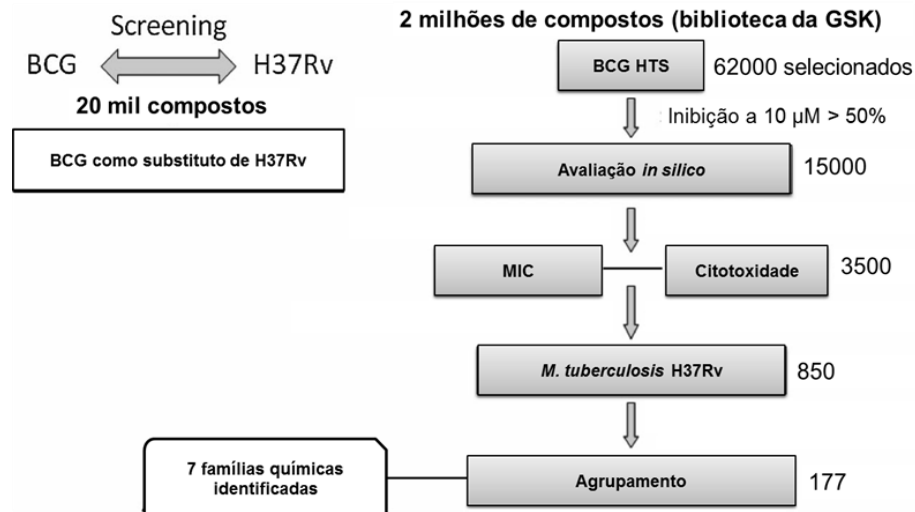 Screening
BCG
H37Rv
20 mil compostos
BCG como substituto de H37Rv
2 milhões de compostos (biblioteca da GSK)
BCG HTS
62000 selecionados
Inibição a 10 µM > 50%
Avaliação in silico
15000
MIC
Citotoxidade
3500
M. tuberculosis H37Rv
850
Agrupamento
177
7 famílias químicas
identificadas